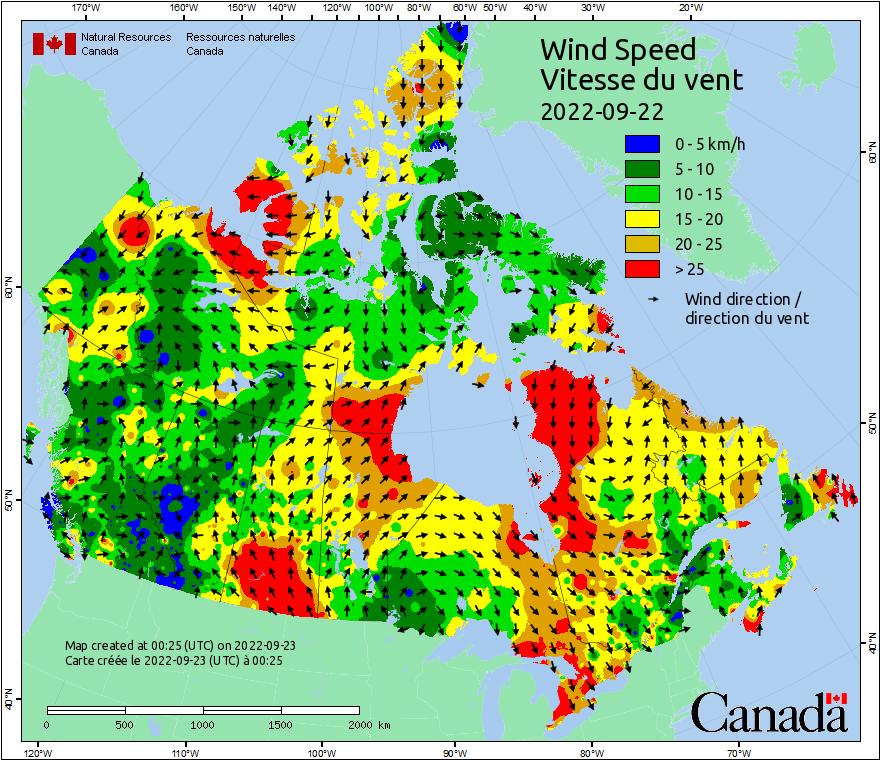 170°W 160°W 150°W 140°W 120°W 100°W 80°W 60°W 50°W 40°W 30°W 20°W
Natural Resources Ressources naturelles
Canada Canada
Wind Speed
Vitesse du vent
2022-09-22
0 - 5 km/h
5 - 10
10 - 15
15 - 20
20 - 25
> 25
Wind direction /
direction du vent
60°N
60°N
50°N
50°N
40°N
40°N
Map created at 00:25 (UTC) on 2022-09-23
Carte créée le 2022-09-23 (UTC) à 00:25
0 500 1000 1500 2000 km
Canada
120°W 110°W 100°W 90°W 80°W 70°W